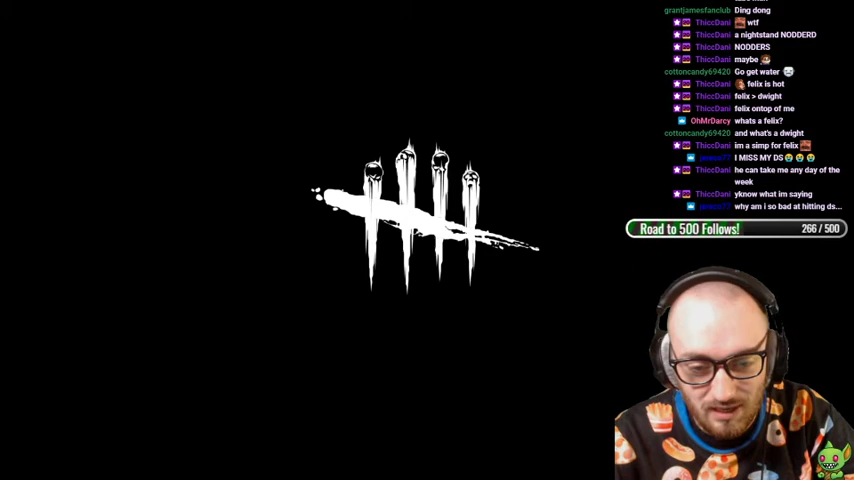 grantjamesfanclub Ding dong
ThiccDani wtf
ThiccDani a nightstand NODDERD
ThiccDani NODDERS
ThiccDani maybe
cottoncandy69420 Go get water
ThiccDani felix is hot
ThiccDani felix > dwight
ThiccDani felix ontop of me
OhMrDarcy whats a felix?
cottoncandy69420 and what's a dwight
ThiccDani im a simp for felix
I MISS MY DS
ThiccDani he can take me any day of the
week
ThiccDani yknow what im saying
why am i so bad at hitting ds...
Road to 500 Follows! 266 / 500